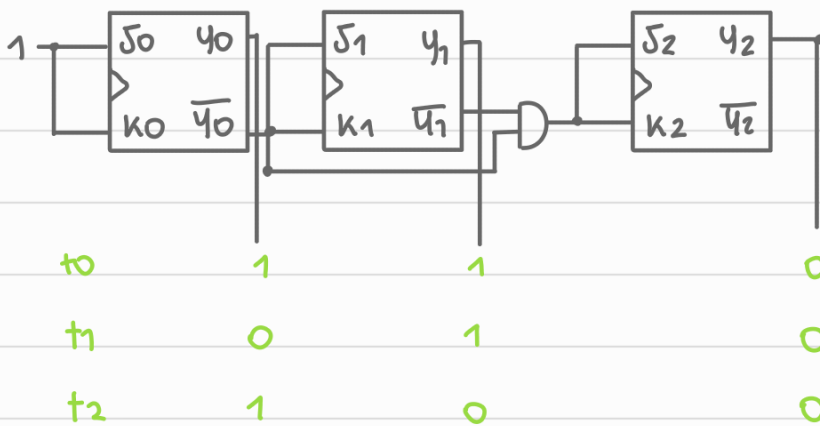 1 J0 y0 J1 y1 J2 y2
K0 y̅0̅ K1 y̅1̅ K2 y̅2̅
t0 1 1 0
t1 0 1 0
t2 1 0 0